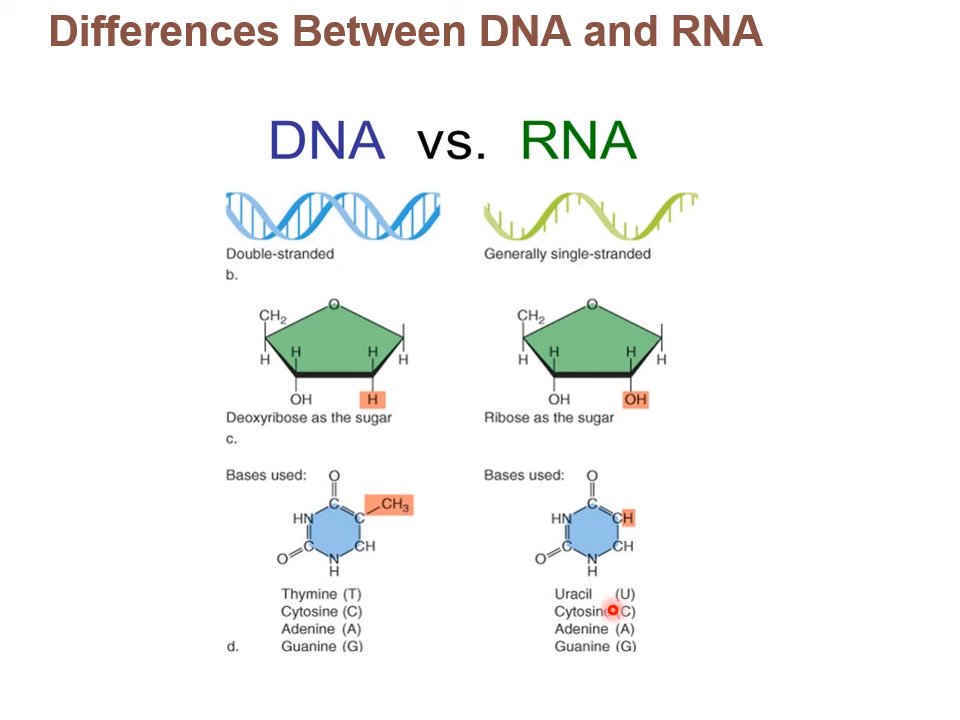 Differences Between DNA and RNA
DNA vs. RNA
Double-stranded
Generally single-stranded
b.
O
CH₂
H
H
H
H
OH
H
Deoxyribose as the sugar
O
CH₂
H
H
H
H
OH
OH
Ribose as the sugar
c.
Bases used:
O
C
CH₃
HN
C
C
CH
O
N
H
Thymine (T)
Cytosine (C)
Adenine (A)
Guanine (G)
Bases used:
O
C
HN
CH
C
CH
O
N
H
Uracil (U)
Cytosine (C)
Adenine (A)
Guanine (G)
d.